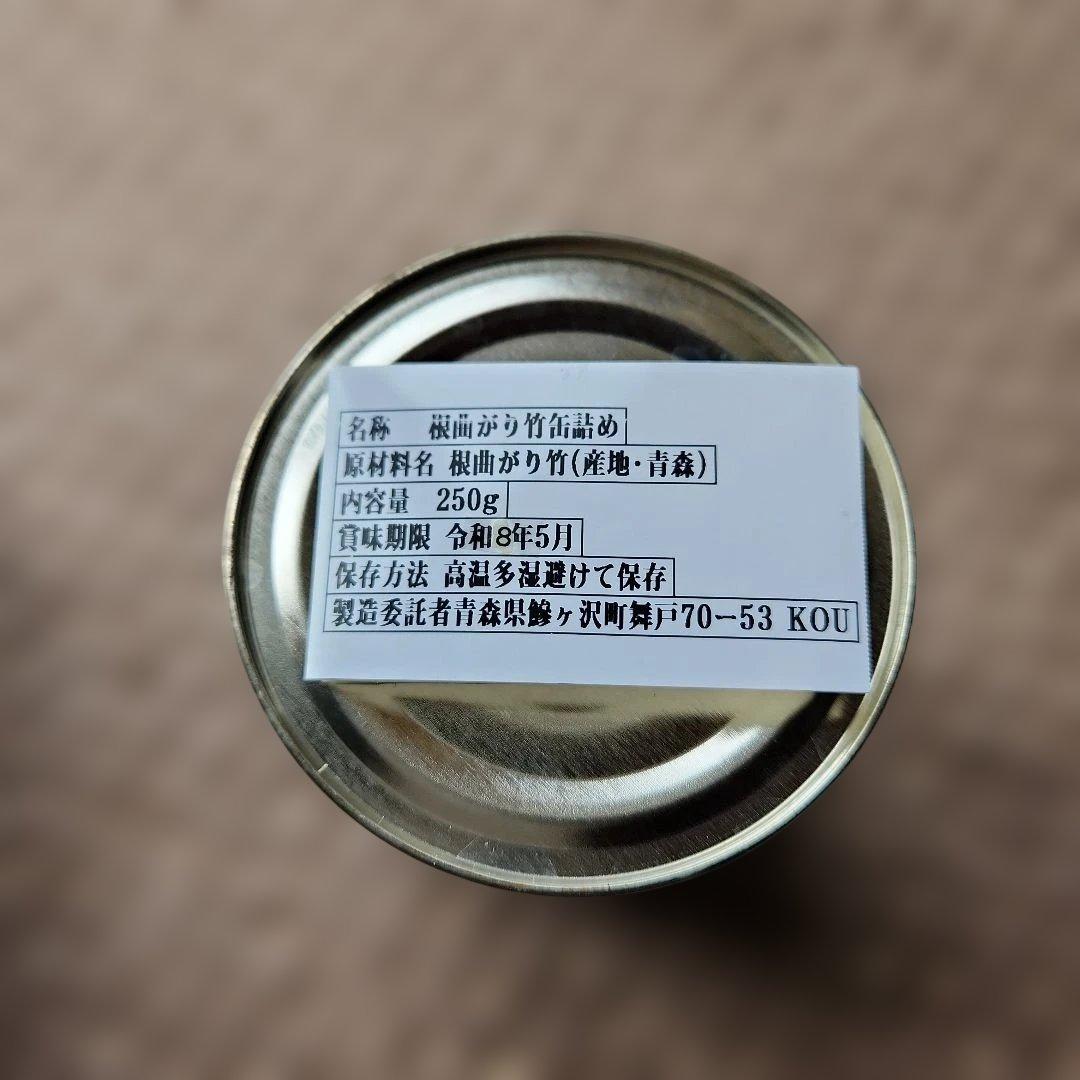 名称 根曲がり竹缶詰め
原材料名 根曲がり竹(産地・青森)
内容量 250g
賞味期限 令和8年5月
保存方法 高温多湿避けて保存
製造委託者青森県鰺ヶ沢町舞戸70ー53 KOU